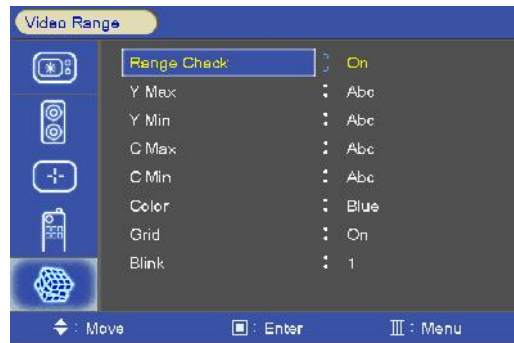 Video Range
Range Check : On
Y Max : Abc
Y Min : Abc
C Max : Abc
C Min : Abc
Color : Blue
Grid : On
Blink : 1
: Move : Enter : Menu